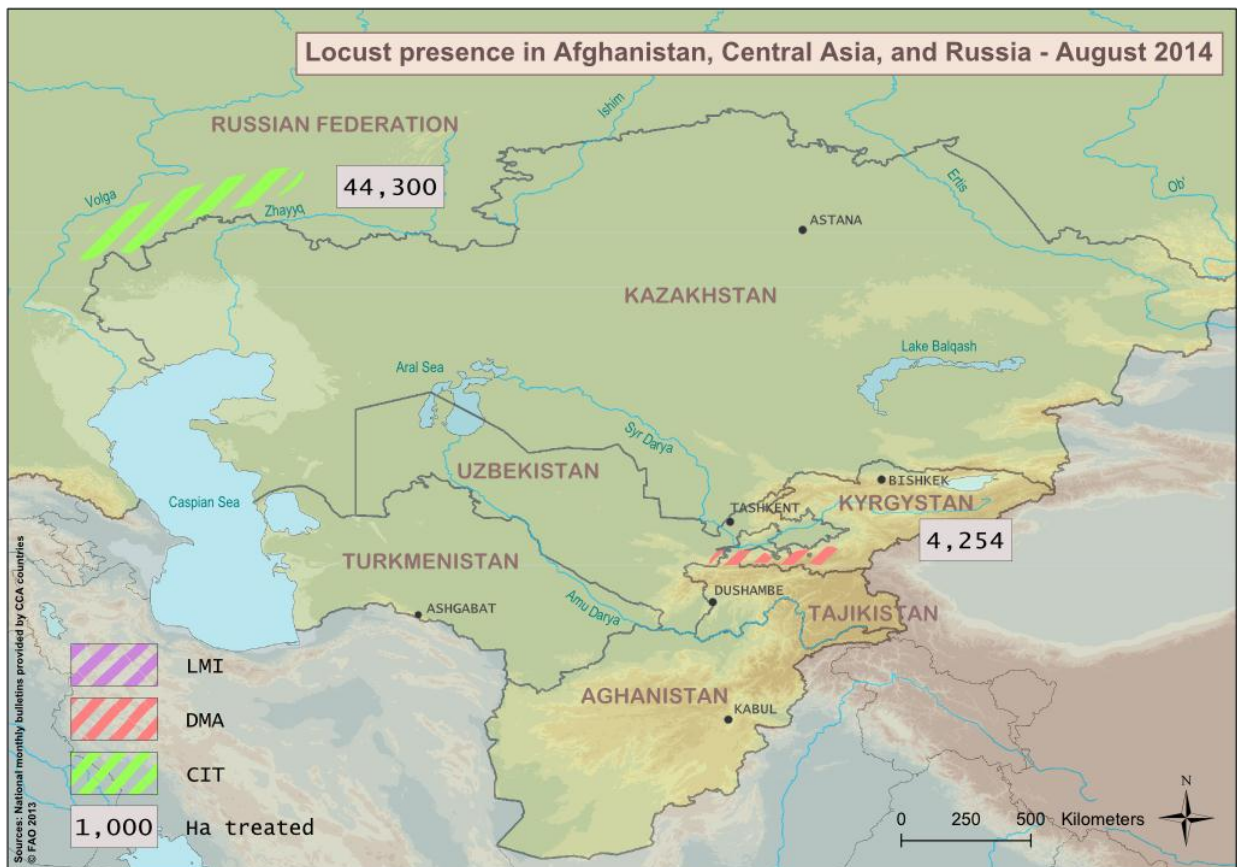 Locust presence in Afghanistan, Central Asia, and Russia - August 2014
RUSSIAN FEDERATION
Ishim
44,300
Volga
Zhayyq
Ertis
Ob'
ASTANA
KAZAKHSTAN
Lake Balqash
Aral Sea
Syr Darya
UZBEKISTAN
BISHKEK
KYRGYSTAN
Caspian Sea
TASHKENT
4,254
TURKMENISTAN
DUSHAMBE
ASHGABAT
Amu Darya
TAJIKISTAN
AGHANISTAN
KABUL
LMI
DMA
CIT
1,000 Ha treated
N
0 250 500 Kilometers
Sources: National monthly bulletins provided by CCA countries
© FAO 2013